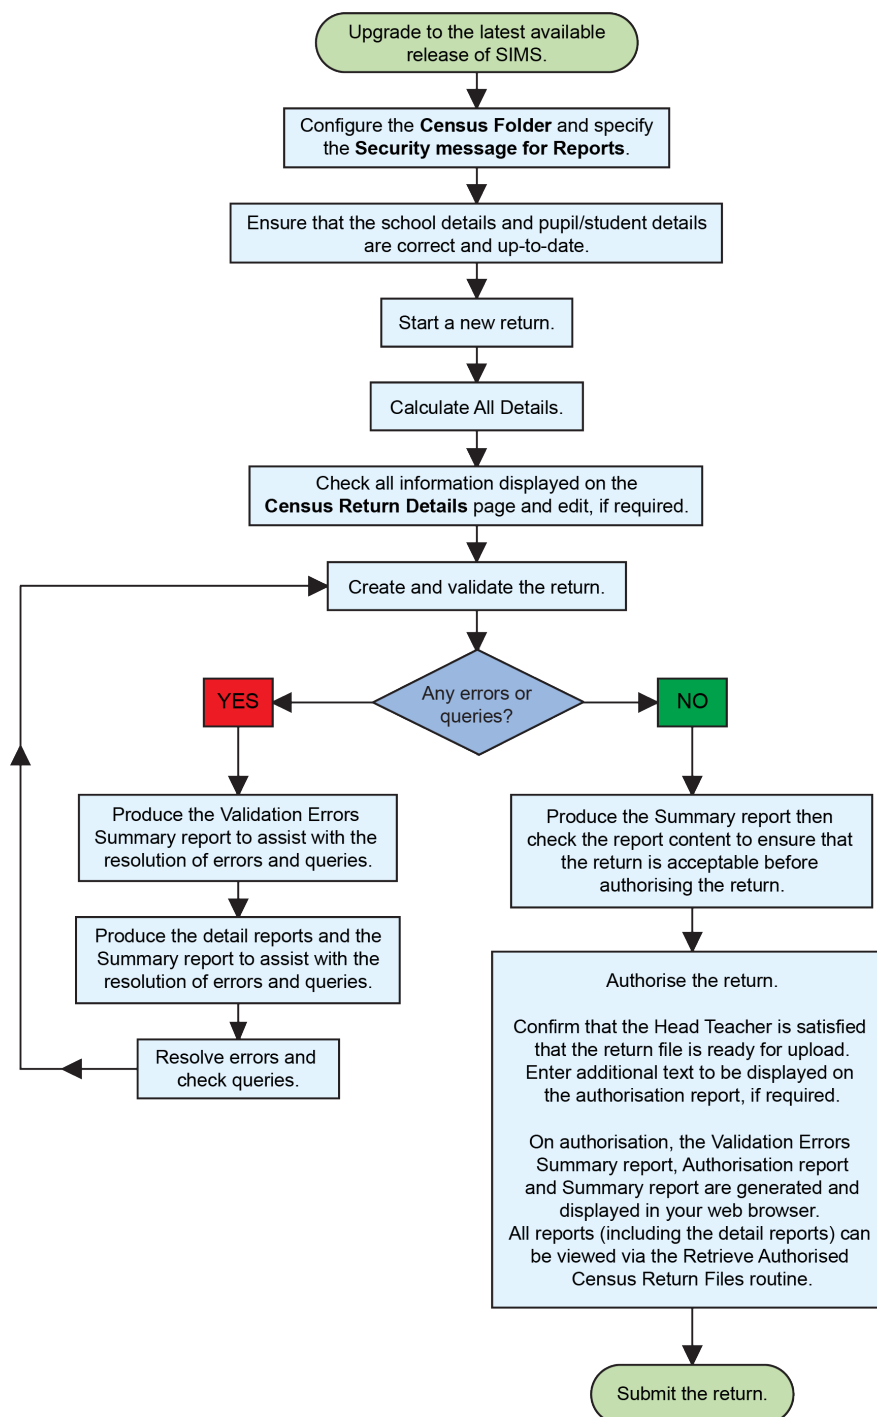 Upgrade to the latest available
release of SIMS.
Configure the Census Folder and specify
the Security message for Reports.
Ensure that the school details and pupil/student details
are correct and up-to-date.
Start a new return.
Calculate All Details.
Check all information displayed on the
Census Return Details page and edit, if required.
Create and validate the return.
Any errors or
queries?
YES
NO
Produce the Validation Errors
Summary report to assist with the
resolution of errors and queries.
Produce the detail reports and the
Summary report to assist with the
resolution of errors and queries.
Resolve errors and
check queries.
Produce the Summary report then
check the report content to ensure that
the return is acceptable before
authorising the return.
Authorise the return.
Confirm that the Head Teacher is satisfied
that the return file is ready for upload.
Enter additional text to be displayed on
the authorisation report, if required.
On authorisation, the Validation Errors
Summary report, Authorisation report
and Summary report are generated and
displayed in your web browser.
All reports (including the detail reports) can
be viewed via the Retrieve Authorised
Census Return Files routine.
Submit the return.